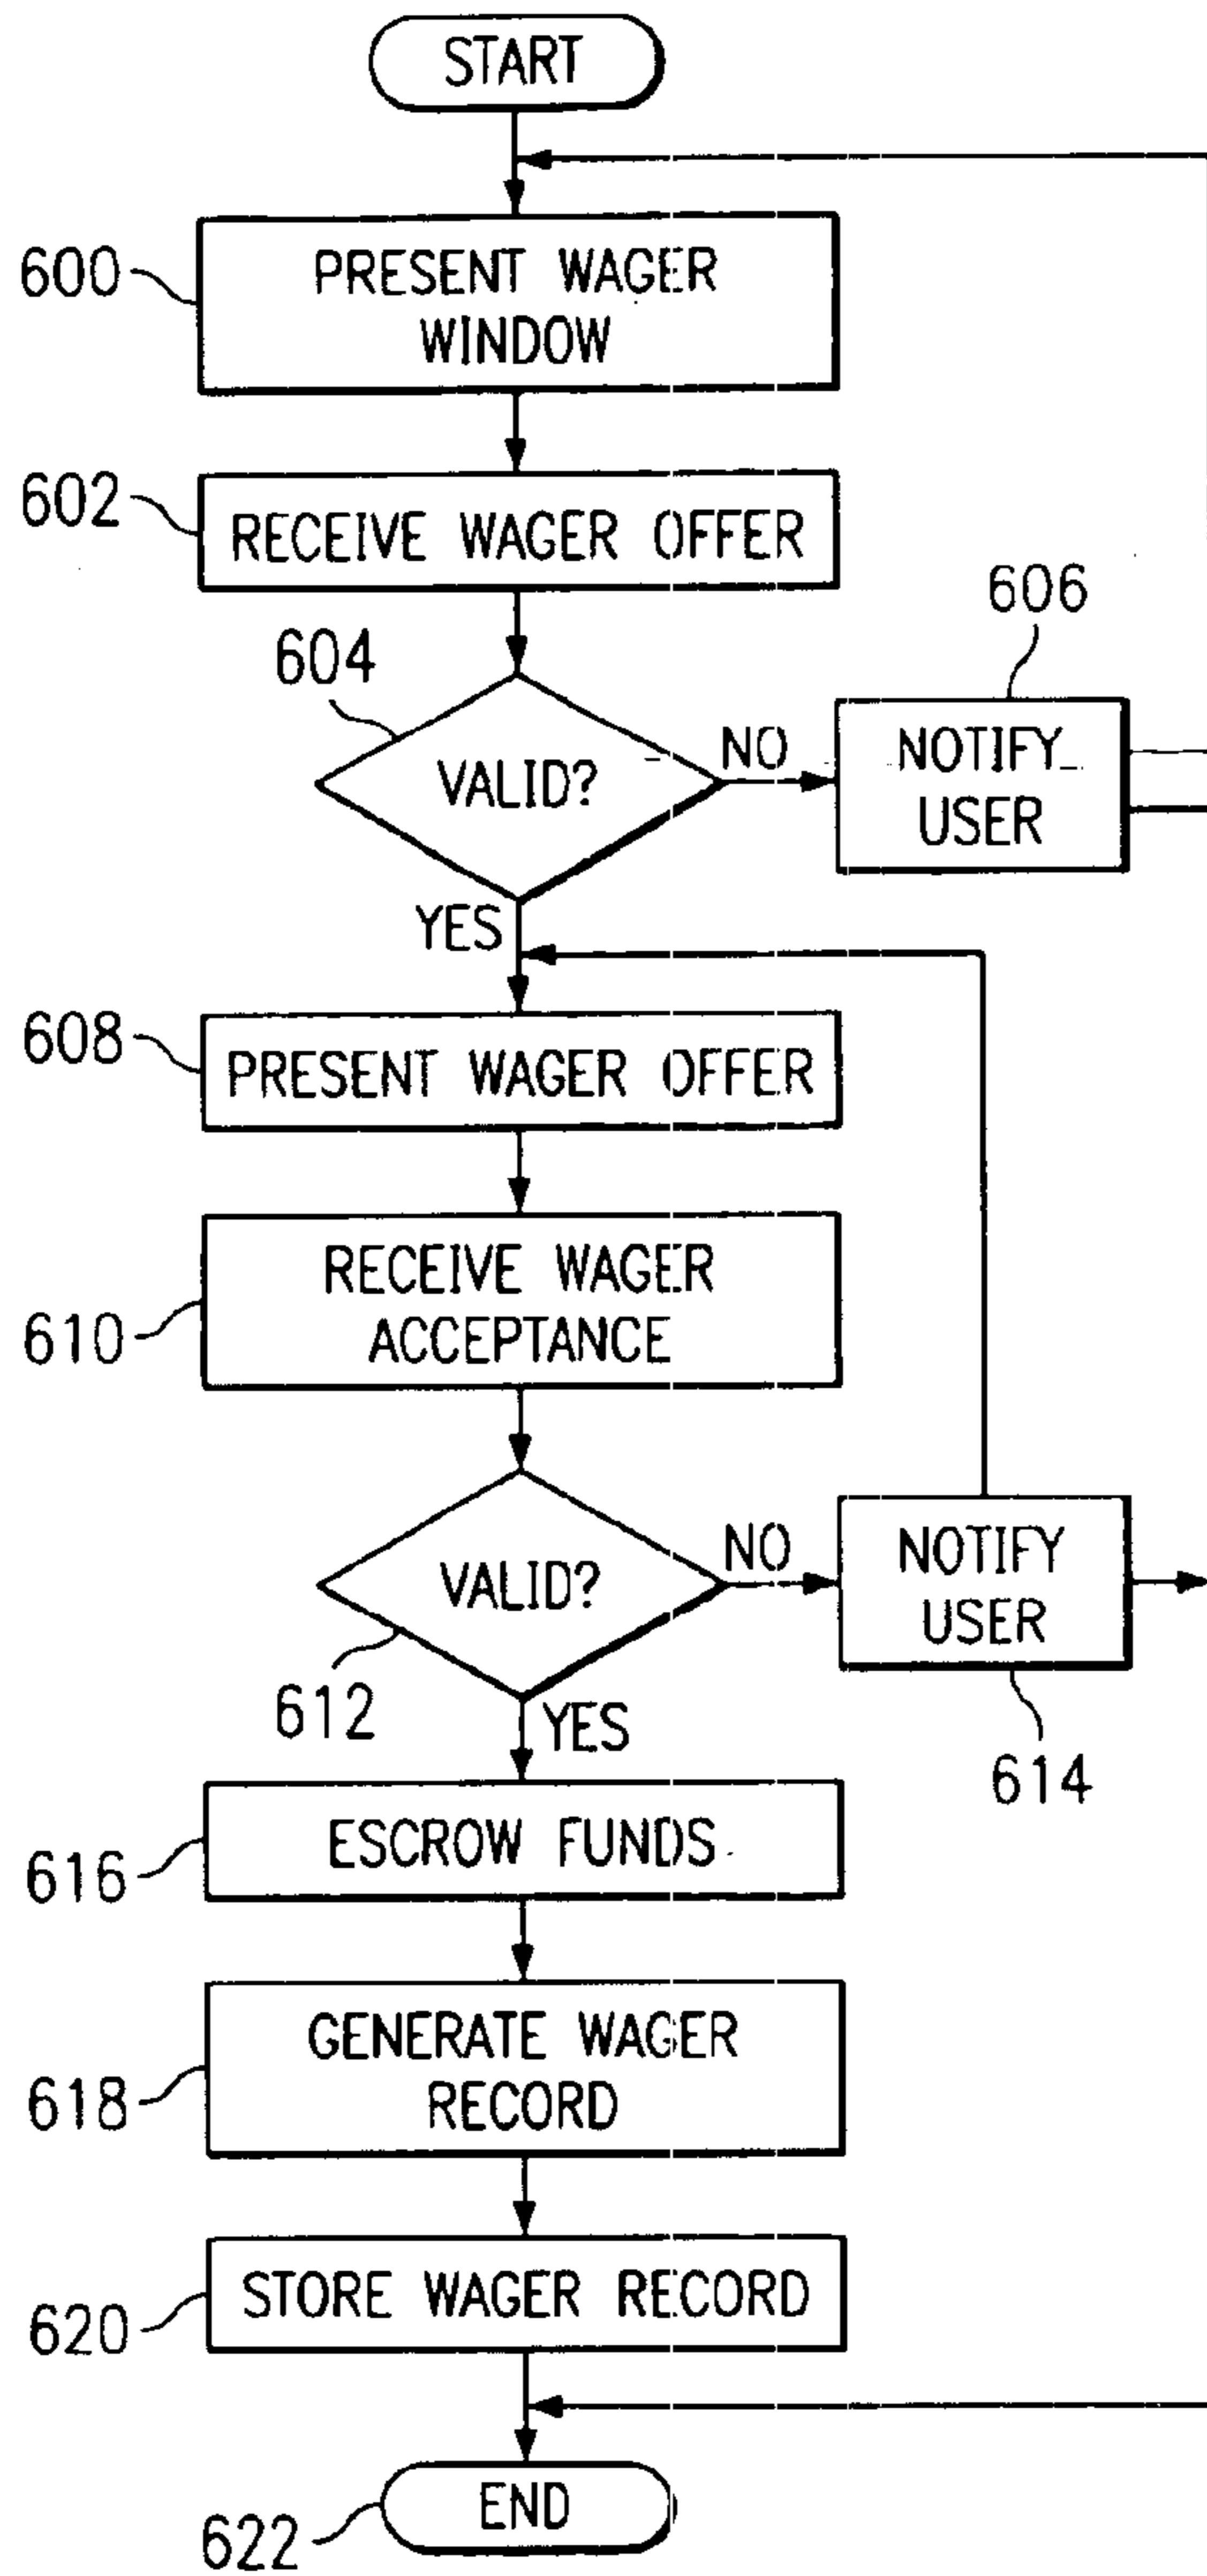 START
600
PRESENT WAGER
WINDOW
602
RECEIVE WAGER OFFER
604
VALID?
NO
606
NOTIFY
USER
YES
608
PRESENT WAGER OFFER
610
RECEIVE WAGER
ACCEPTANCE
612
VALID?
NO
NOTIFY
USER
614
YES
616
ESCROW FUNDS
618
GENERATE WAGER
RECORD
620
STORE WAGER RECORD
622
END